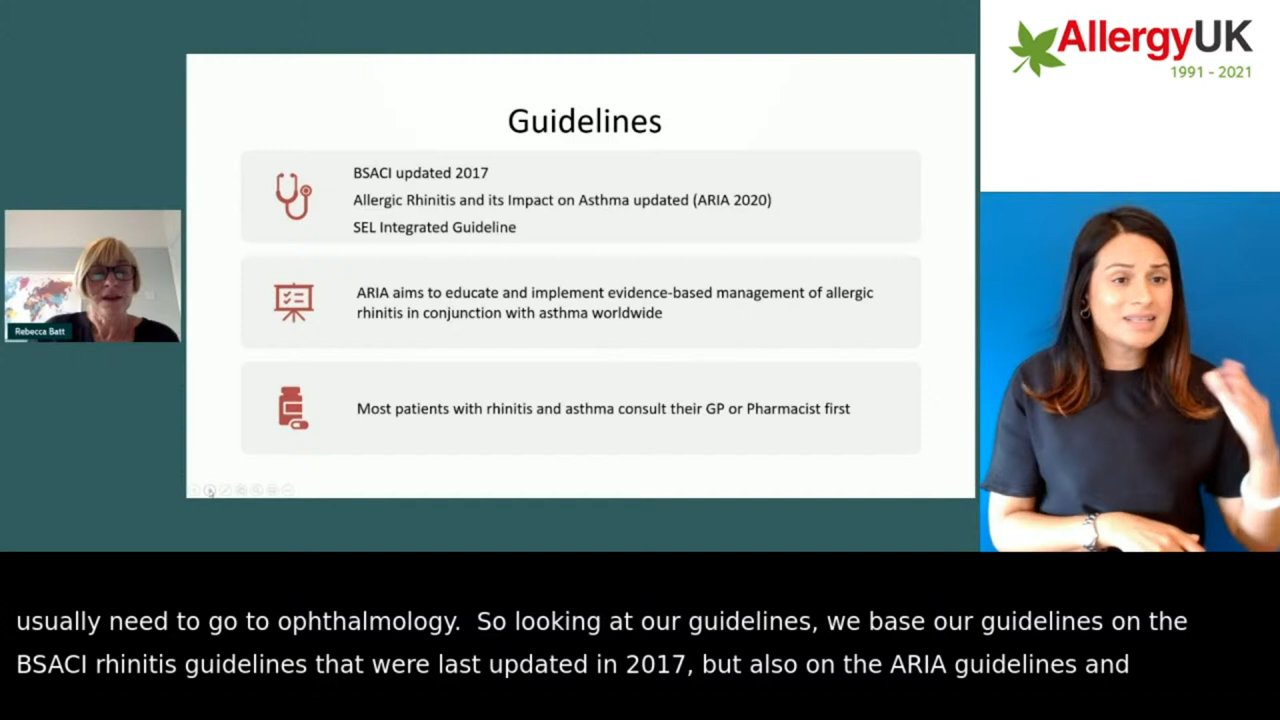 AllergyUK
1991 - 2021
Guidelines
BSACI updated 2017
Allergic Rhinitis and its Impact on Asthma updated (ARIA 2020)
SEL Integrated Guideline
ARIA aims to educate and implement evidence-based management of allergic
rhinitis in conjunction with asthma worldwide
Most patients with rhinitis and asthma consult their GP or Pharmacist first
Rebecca Batt
usually need to go to ophthalmology.  So looking at our guidelines, we base our guidelines on the
BSACI rhinitis guidelines that were last updated in 2017, but also on the ARIA guidelines and